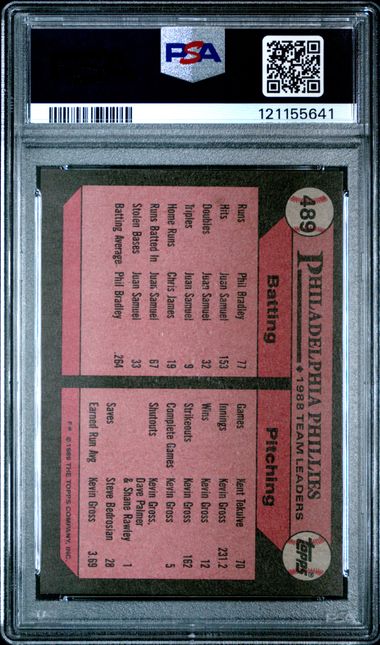 PSA
121155641
489
PHILADELPHIA PHILLIES
1988 TEAM LEADERS
Topps
Batting
Runs Phil Bradley 77
Hits Juan Samuel 153
Doubles Juan Samuel 32
Triples Juan Samuel 9
Home Runs Chris James 19
Runs Batted In Juan Samuel 67
Stolen Bases Juan Samuel 33
Batting Average Phil Bradley .264
Pitching
Games Kent Tekulve 70
Innings Kevin Gross 231.2
Wins Kevin Gross 12
Strikeouts Kevin Gross 162
Complete Games Kevin Gross 5
Shutouts Kevin Gross,
Dave Palmer
& Shane Rawley 1
Saves Steve Bedrosian 28
Earned Run Avg Kevin Gross 3.69
© 1989 THE TOPPS COMPANY, INC.
PSA